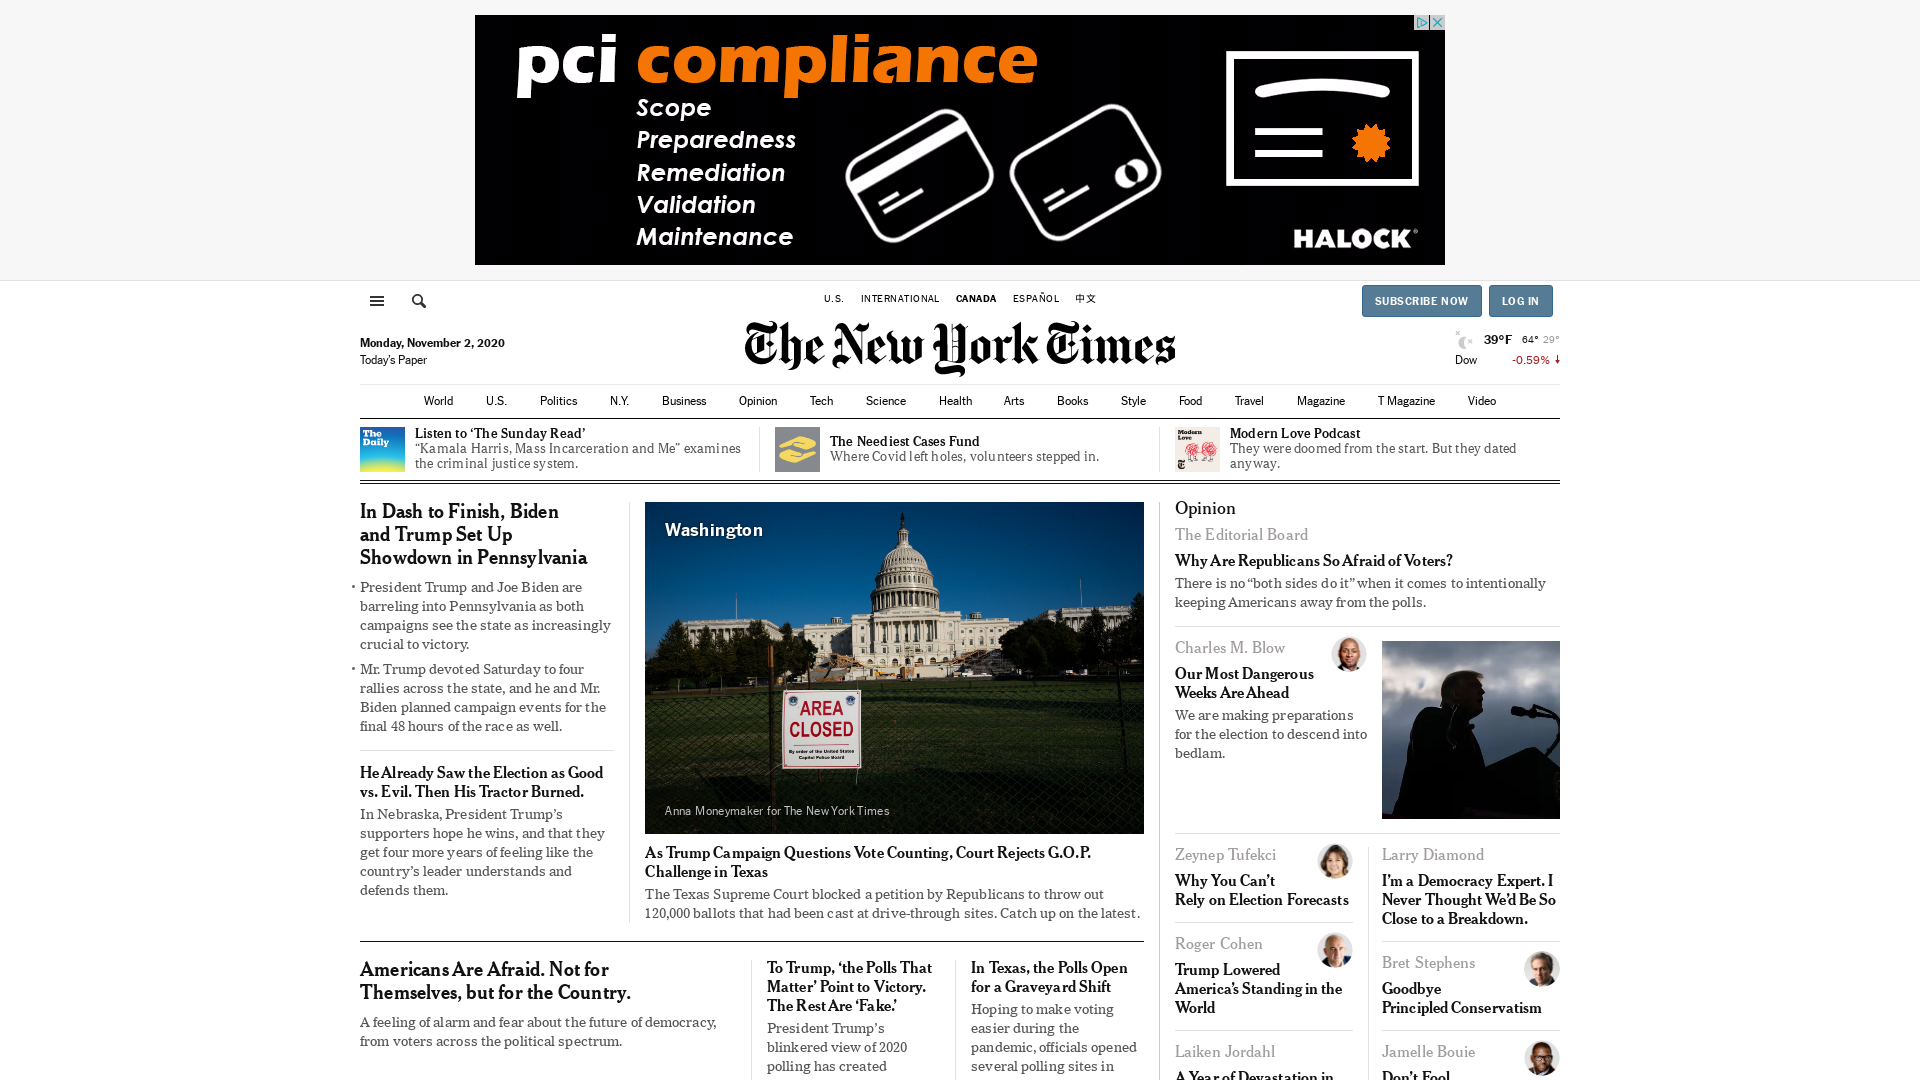 pci compliance
Scope
Preparedness
Remediation
Validation
Maintenance
HALOCK®
U.S.
INTERNATIONAL
CANADA
ESPAÑOL
中文
SUBSCRIBE NOW
LOG IN
Monday, November 2, 2020
Today's Paper
The New York Times
39°F 64° 29°
Dow -0.59%
World
U.S.
Politics
N.Y.
Business
Opinion
Tech
Science
Health
Arts
Books
Style
Food
Travel
Magazine
T Magazine
Video
The
Daily
Listen to ‘The Sunday Read’
“Kamala Harris, Mass Incarceration and Me” examines
the criminal justice system.
The Neediest Cases Fund
Where Covid left holes, volunteers stepped in.
Modern
Love
Modern Love Podcast
They were doomed from the start. But they dated
anyway.
In Dash to Finish, Biden
and Trump Set Up
Showdown in Pennsylvania
• President Trump and Joe Biden are
barreling into Pennsylvania as both
campaigns see the state as increasingly
crucial to victory.
• Mr. Trump devoted Saturday to four
rallies across the state, and he and Mr.
Biden planned campaign events for the
final 48 hours of the race as well.
He Already Saw the Election as Good
vs. Evil. Then His Tractor Burned.
In Nebraska, President Trump’s
supporters hope he wins, and that they
get four more years of feeling like the
country’s leader understands and
defends them.
Washington
AREA
CLOSED
By order of the United States
Capitol Police Board
Anna Moneymaker for The New York Times
As Trump Campaign Questions Vote Counting, Court Rejects G.O.P.
Challenge in Texas
The Texas Supreme Court blocked a petition by Republicans to throw out
120,000 ballots that had been cast at drive-through sites. Catch up on the latest.
Americans Are Afraid. Not for
Themselves, but for the Country.
A feeling of alarm and fear about the future of democracy,
from voters across the political spectrum.
To Trump, ‘the Polls That
Matter’ Point to Victory.
The Rest Are ‘Fake.’
President Trump’s
blinkered view of 2020
polling has created
In Texas, the Polls Open
for a Graveyard Shift
Hoping to make voting
easier during the
pandemic, officials opened
several polling sites in
Opinion
The Editorial Board
Why Are Republicans So Afraid of Voters?
There is no “both sides do it” when it comes to intentionally
keeping Americans away from the polls.
Charles M. Blow
Our Most Dangerous
Weeks Are Ahead
We are making preparations
for the election to descend into
bedlam.
Zeynep Tufekci
Why You Can’t
Rely on Election Forecasts
Roger Cohen
Trump Lowered
America’s Standing in the
World
Laiken Jordahl
A Year of Devastation in
Larry Diamond
I’m a Democracy Expert. I
Never Thought We’d Be So
Close to a Breakdown.
Bret Stephens
Goodbye
Principled Conservatism
Jamelle Bouie
Don’t Fool